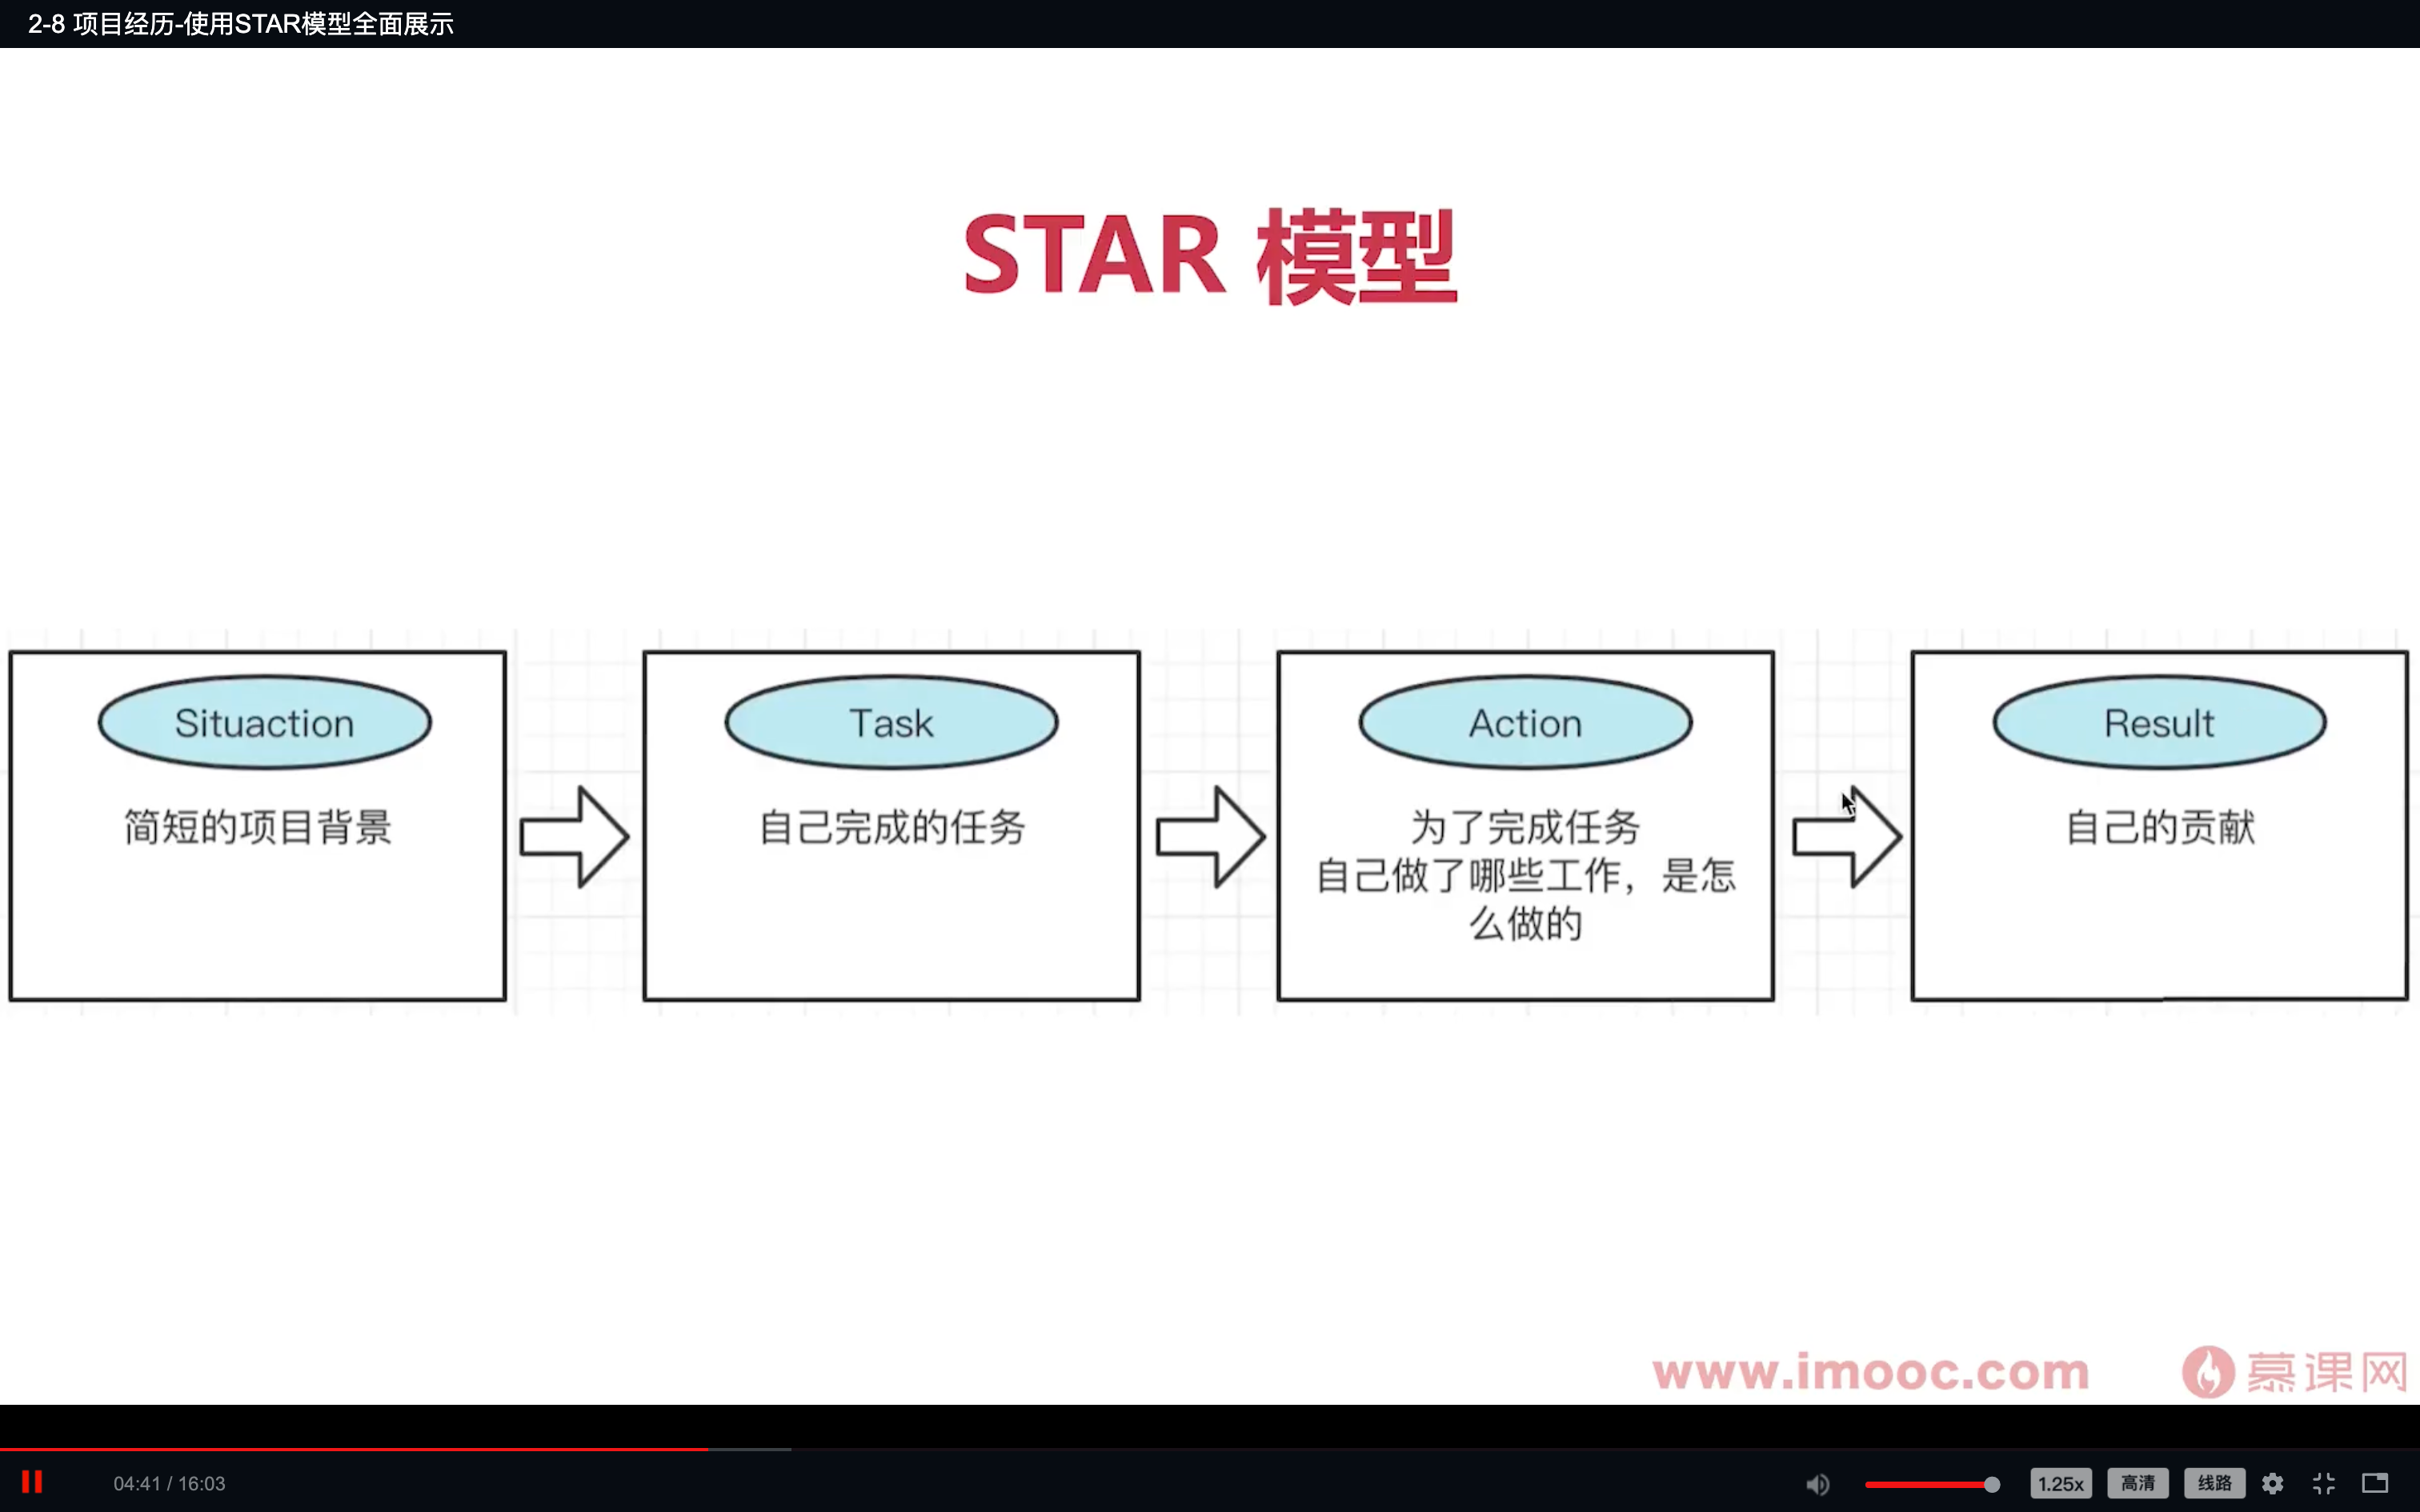 2-8 项目经历-使用STAR模型全面展示
STAR 模型
Situaction
简短的项目背景
Task
自己完成的任务
Action
为了完成任务
自己做了哪些工作，是怎
么做的
Result
自己的贡献
www.imooc.com
慕课网
04:41 / 16:03
1.25x
高清
线路